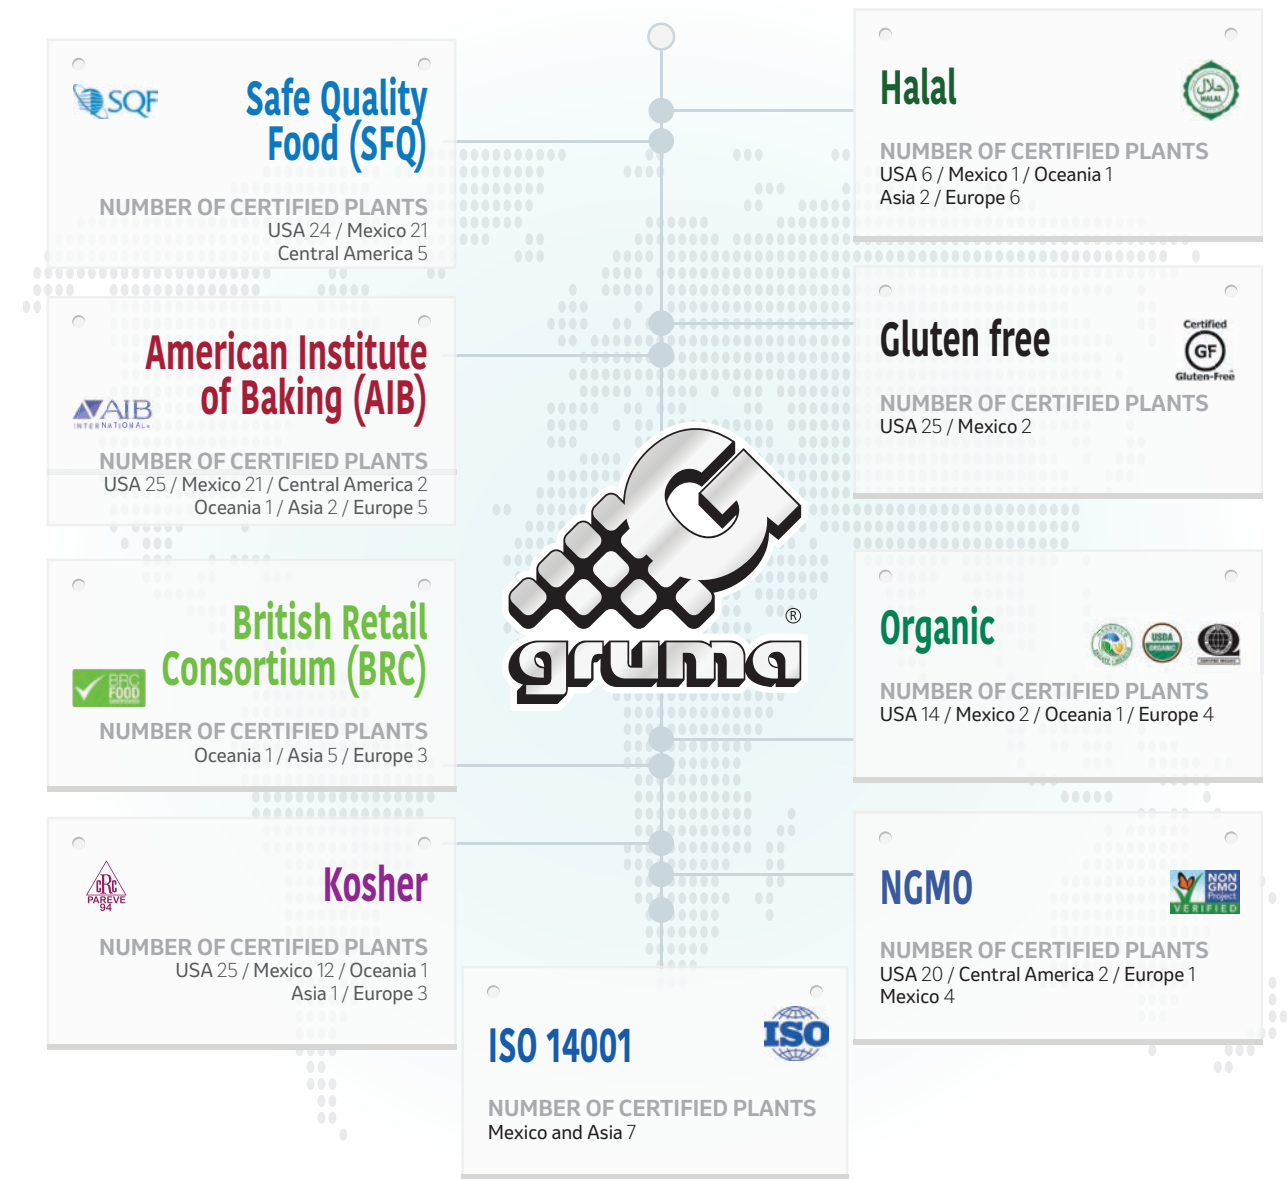 SQF
Safe Quality
Food (SFQ)
NUMBER OF CERTIFIED PLANTS
USA 24 / Mexico 21
Central America 5
American Institute
of Baking (AIB)
AIB
INTERNATIONAL
NUMBER OF CERTIFIED PLANTS
USA 25 / Mexico 21 / Central America 2
Oceania 1 / Asia 2 / Europe 5
British Retail
Consortium (BRC)
BRC
FOOD
NUMBER OF CERTIFIED PLANTS
Oceania 1 / Asia 5 / Europe 3
Kosher
cRc
PAREVE
94
NUMBER OF CERTIFIED PLANTS
USA 25 / Mexico 12 / Oceania 1
Asia 1 / Europe 3
G
®
gruma
ISO 14001
ISO
NUMBER OF CERTIFIED PLANTS
Mexico and Asia 7
Halal
حلال
HALAL
NUMBER OF CERTIFIED PLANTS
USA 6 / Mexico 1 / Oceania 1
Asia 2 / Europe 6
Gluten free
Certified
GF
Gluten-Free
NUMBER OF CERTIFIED PLANTS
USA 25 / Mexico 2
Organic
USDA
ORGANIC
NUMBER OF CERTIFIED PLANTS
USA 14 / Mexico 2 / Oceania 1 / Europe 4
NGMO
NON
GMO
Project
VERIFIED
NUMBER OF CERTIFIED PLANTS
USA 20 / Central America 2 / Europe 1
Mexico 4